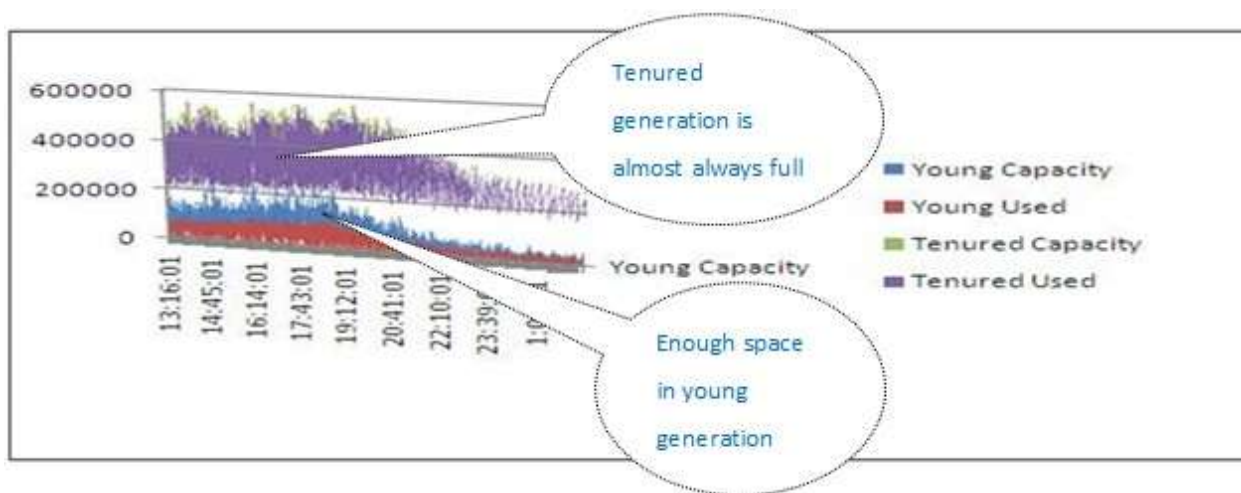 Tenured
generation is
almost always full
600000
400000
200000
0
Young Capacity
Young Used
Tenured Capacity
Tenured Used
Young Capacity
13:16:01
14:45:01
16:14:01
17:43:01
19:12:01
20:41:01
22:10:01
Enough space
in young
generation